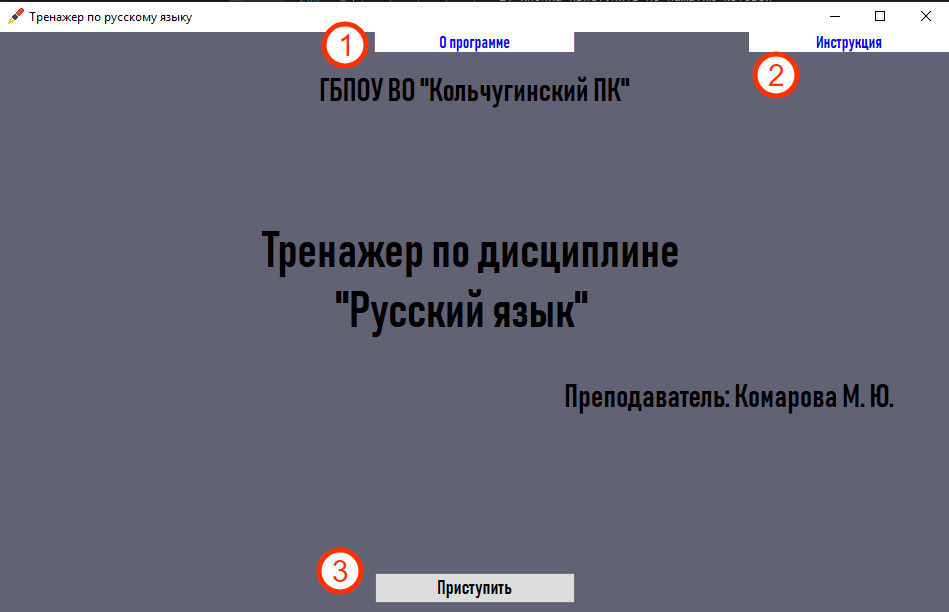 Тренажер по русскому языку
1
О программе
Инструкция
2
ГБПОУ ВО "Кольчугинский ПК"
Тренажер по дисциплине
"Русский язык"
Преподаватель: Комарова М. Ю.
3
Приступить